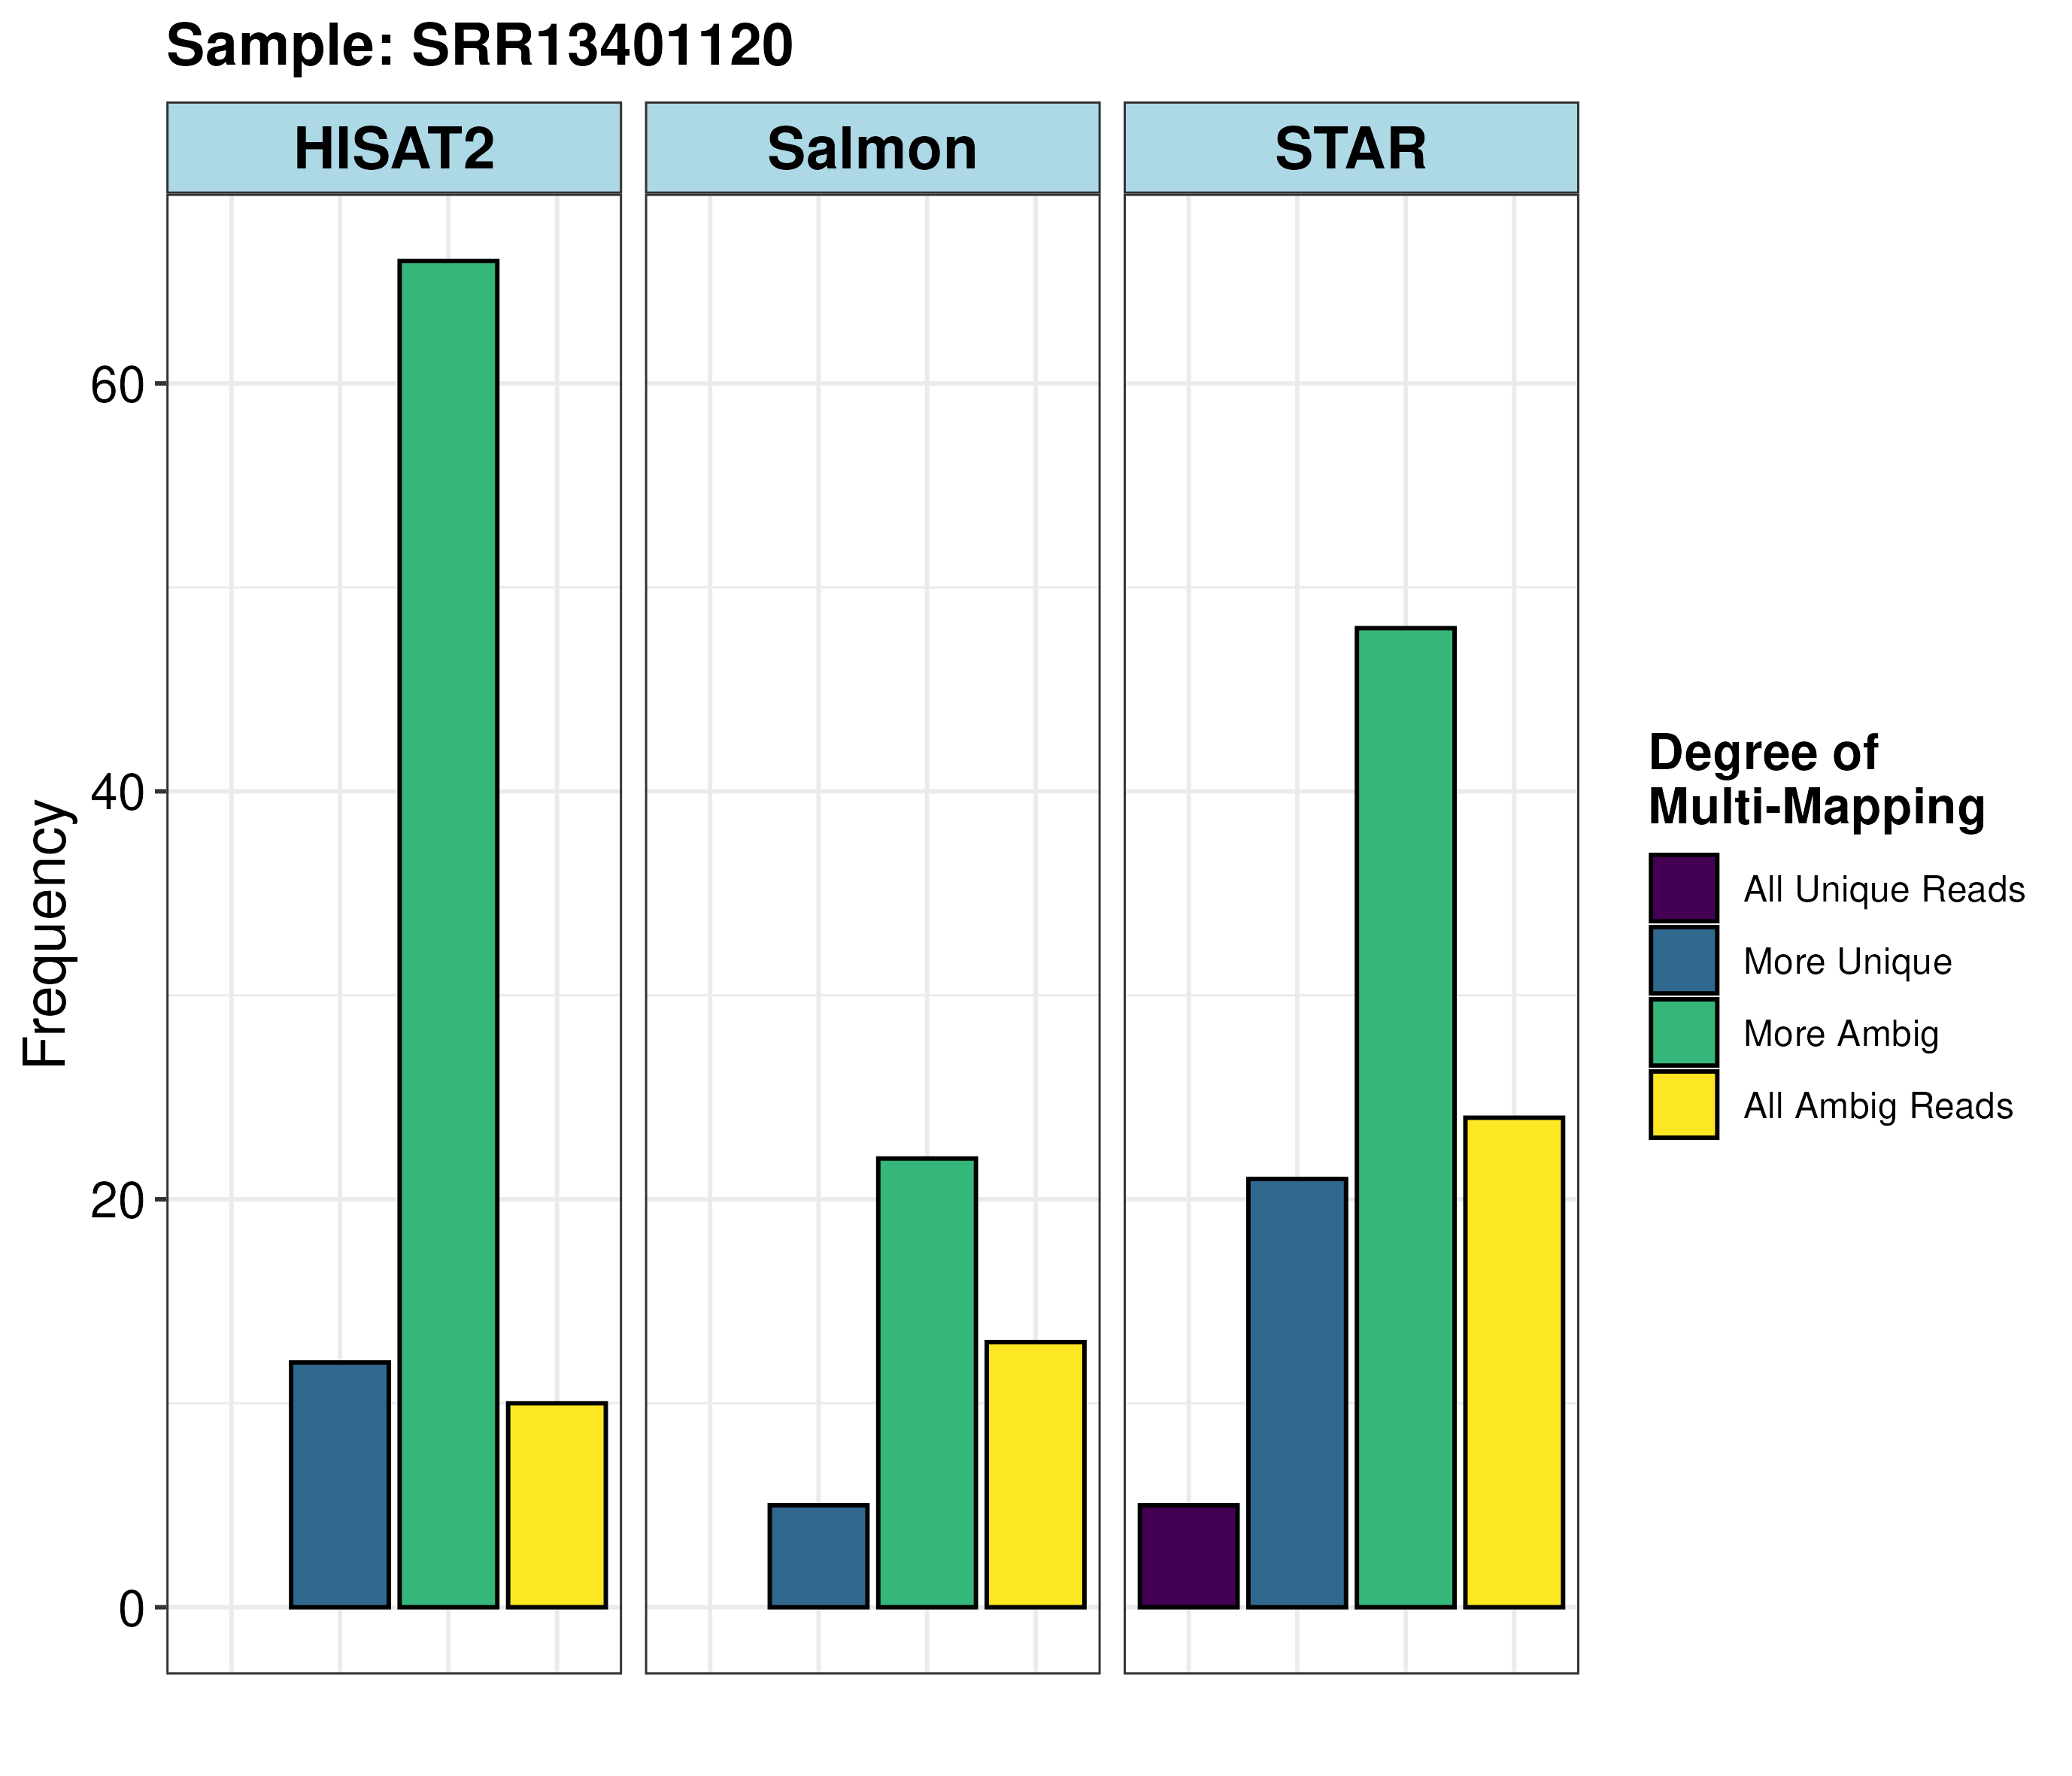 Sample: SRR13401120
HISAT2
Salmon
STAR
Frequency
60
40
20
0
Degree of
Multi-Mapping
All Unique Reads
More Unique
More Ambig
All Ambig Reads